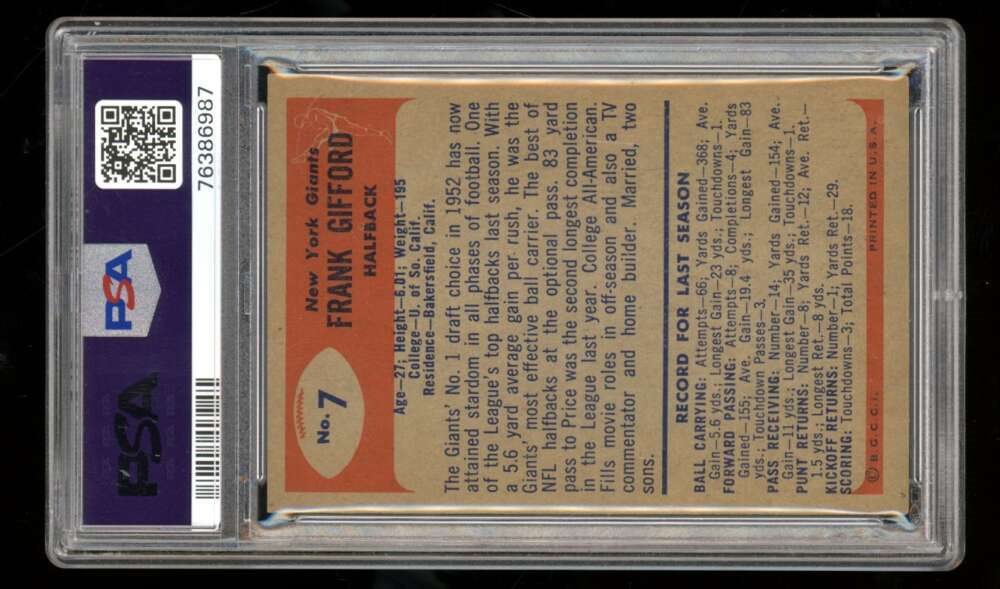 PSA
PSA
76386987
No. 7
New York Giants
FRANK GIFFORD
HALFBACK
Age—27; Height—6.01; Weight—195
College—U. of So. Calif.
Residence—Bakersfield, Calif.
The Giants' No. 1 draft choice in 1952 has now
attained stardom in all phases of football. One
of the League's top halfbacks last season. With
a 5.6 yard average gain per rush, he was the
Giants' most effective ball carrier. The best of
NFL halfbacks at the optional pass. 83 yard
pass to Price was the second longest completion
in the League last year. College All-American.
Fills movie roles in off-season and also a TV
commentator and home builder. Married, two
sons.
RECORD FOR LAST SEASON
BALL CARRYING: Attempts—66; Yards Gained—368; Ave.
Gain—5.6 yds.; Longest Gain—23 yds.; Touchdowns—1.
FORWARD PASSING: Attempts—8; Completions—4; Yards
Gained—155; Ave. Gain—19.4 yds.; Longest Gain—83
yds.; Touchdown Passes—3.
PASS RECEIVING: Number—14; Yards Gained—154; Ave.
Gain—11 yds.; Longest Gain—35 yds.; Touchdowns—1.
PUNT RETURNS: Number—8; Yards Ret.—12; Ave. Ret.—
1.5 yds.; Longest Ret.—8 yds.
KICKOFF RETURNS: Number—1; Yards Ret.—29.
SCORING: Touchdowns—3; Total Points—18.
© B.G.C.C.I.
PRINTED IN U.S.A.